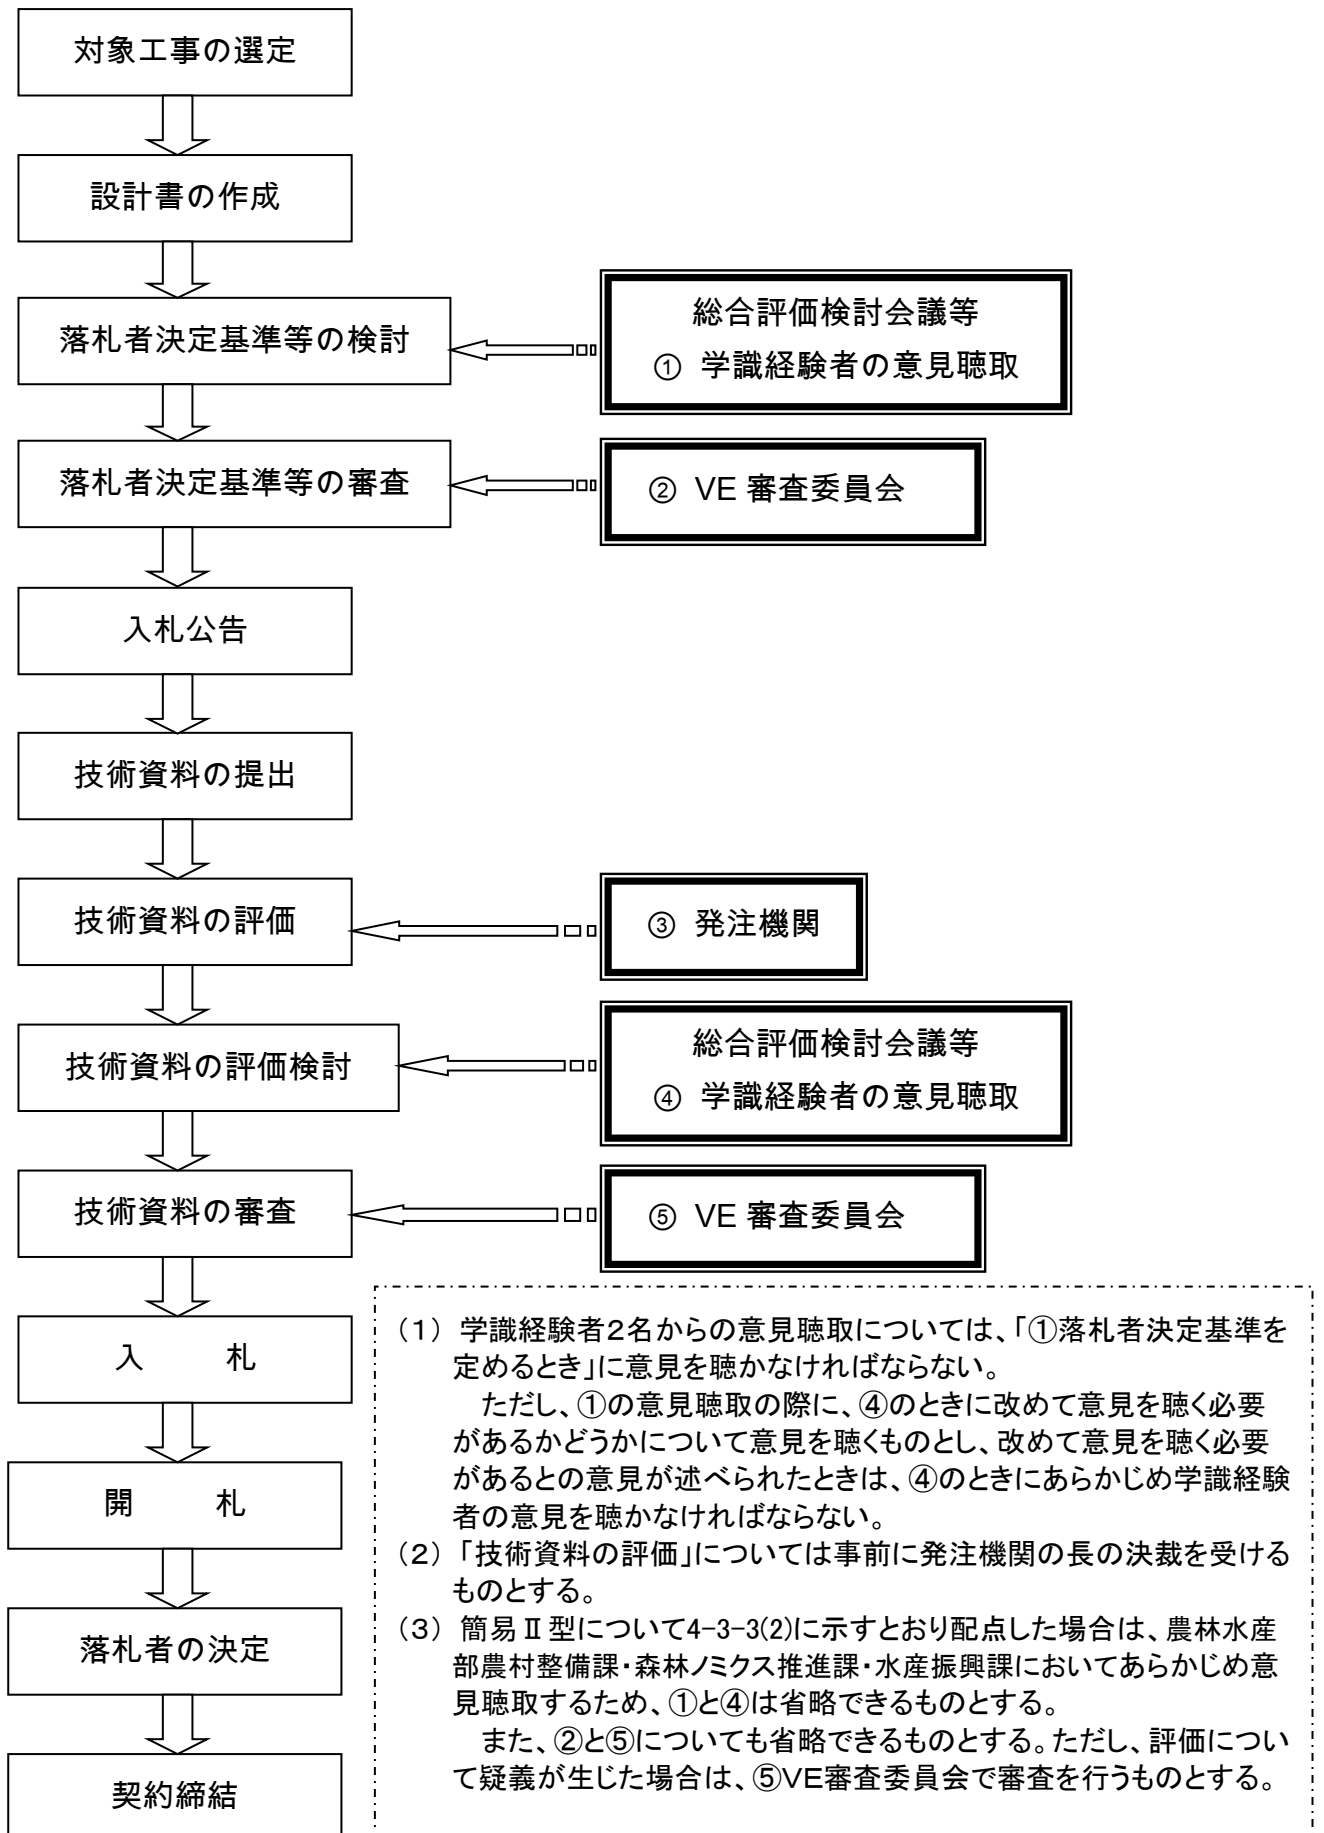 対象工事の選定
設計書の作成
落札者決定基準等の検討
総合評価検討会議等
① 学識経験者の意見聴取
落札者決定基準等の審査
② VE 審査委員会
入札公告
技術資料の提出
技術資料の評価
③ 発注機関
技術資料の評価検討
総合評価検討会議等
④ 学識経験者の意見聴取
技術資料の審査
⑤ VE 審査委員会
入　　札
開　　札
落札者の決定
契約締結
（１） 学識経験者２名からの意見聴取については、「①落札者決定基準を
定めるとき」に意見を聴かなければならない。
ただし、①の意見聴取の際に、④のときに改めて意見を聴く必要
があるかどうかについて意見を聴くものとし、改めて意見を聴く必要
があるとの意見が述べられたときは、④のときにあらかじめ学識経験
者の意見を聴かなければならない。
（２） 「技術資料の評価」については事前に発注機関の長の決裁を受ける
ものとする。
（３） 簡易Ⅱ型について4-3-3(2)に示すとおり配点した場合は、農林水産
部農村整備課・森林ノミクス推進課・水産振興課においてあらかじめ意
見聴取するため、①と④は省略できるものとする。
また、②と⑤についても省略できるものとする。ただし、評価につい
て疑義が生じた場合は、⑤VE審査委員会で審査を行うものとする。